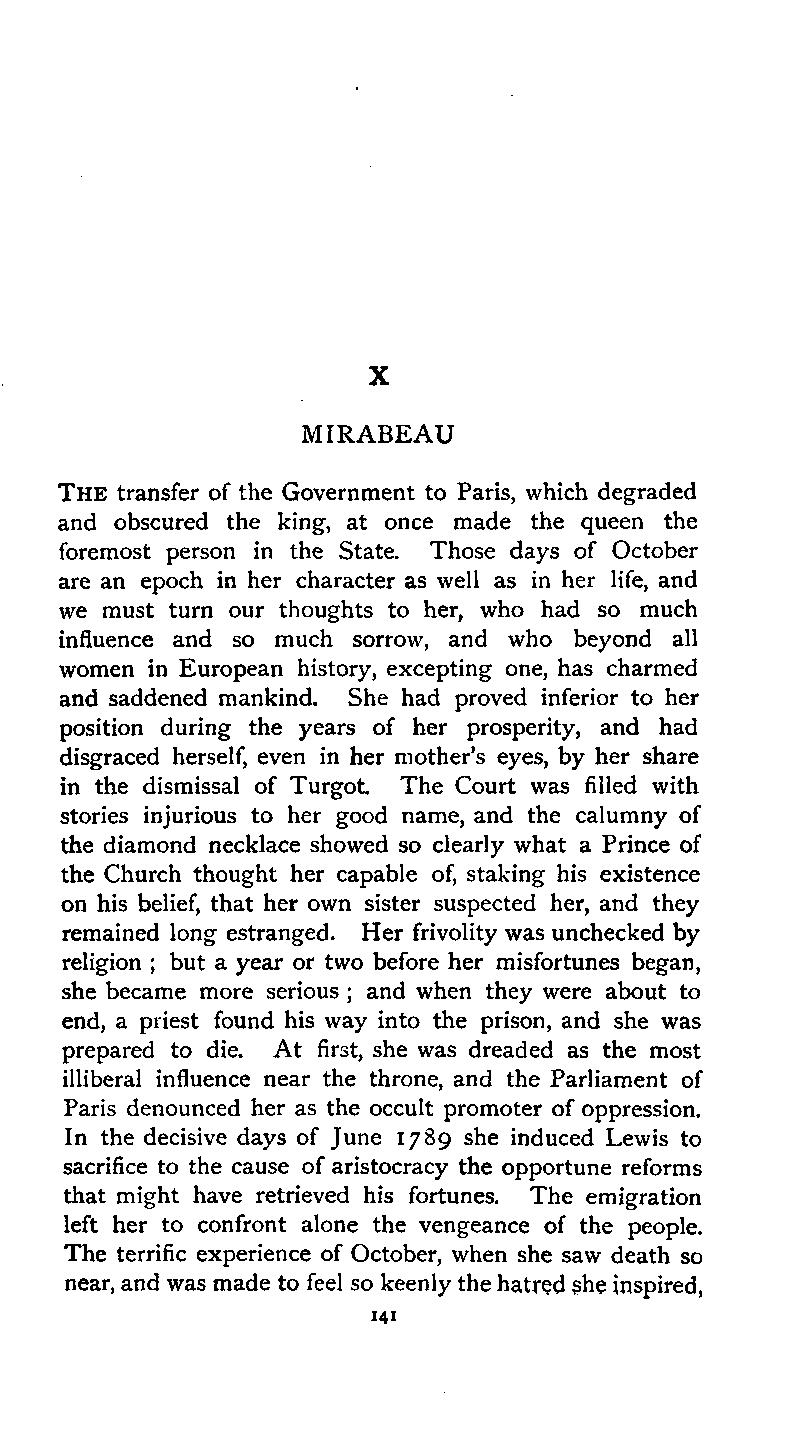 X
MIRABEAU
THE transfer of the Government to Paris, which degraded
and obscured the king, at once made the queen the
foremost person in the State. Those days of October
are an epoch in her character as well as in her life, and
we must turn our thoughts to her, who had so much
influence and so much sorrow, and who beyond all
women in European history, excepting one, has charmed
and saddened mankind. She had proved inferior to her
position during the years of her prosperity, and had
disgraced herself, even in her mother's eyes, by her share
in the dismissal of Turgot. The Court was filled with
stories injurious to her good name, and the calumny of
the diamond necklace showed so clearly what a Prince of
the Church thought her capable of, staking his existence
on his belief, that her own sister suspected her, and they
remained long estranged. Her frivolity was unchecked by
religion ; but a year or two before her misfortunes began,
she became more serious ; and when they were about to
end, a priest found his way into the prison, and she was
prepared to die. At first, she was dreaded as the most
illiberal influence near the throne, and the Parliament of
Paris denounced her as the occult promoter of oppression.
In the decisive days of June 1789 she induced Lewis to
sacrifice to the cause of aristocracy the opportune reforms
that might have retrieved his fortunes. The emigration
left her to confront alone the vengeance of the people.
The terrific experience of October, when she saw death so
near, and was made to feel so keenly the hatred she inspired,
141